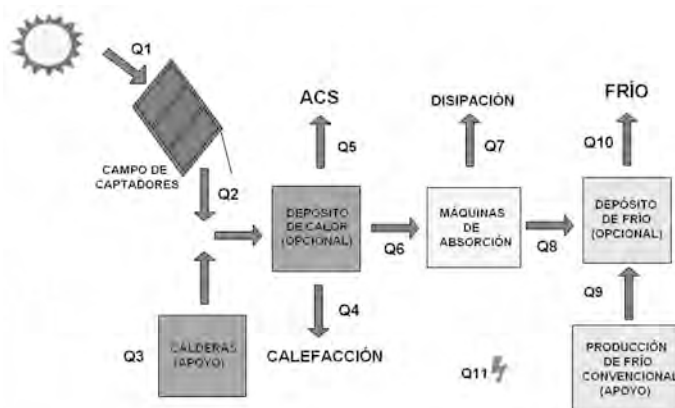 Q1
ACS
DISIPACIÓN
FRÍO
Q5
Q7
Q10
CAMPO DE
CAPTADORES
Q2
DEPÓSITO
DE CALOR
(OPCIONAL)
MÁQUINAS
DE
ABSORCIÓN
DEPÓSITO
DE FRÍO
(OPCIONAL)
Q6
Q8
Q4
Q9
Q3
CALDERAS
(APOYO)
CALEFACCIÓN
Q11
PRODUCCIÓN
DE FRÍO
CONVENCIONAL
(APOYO)